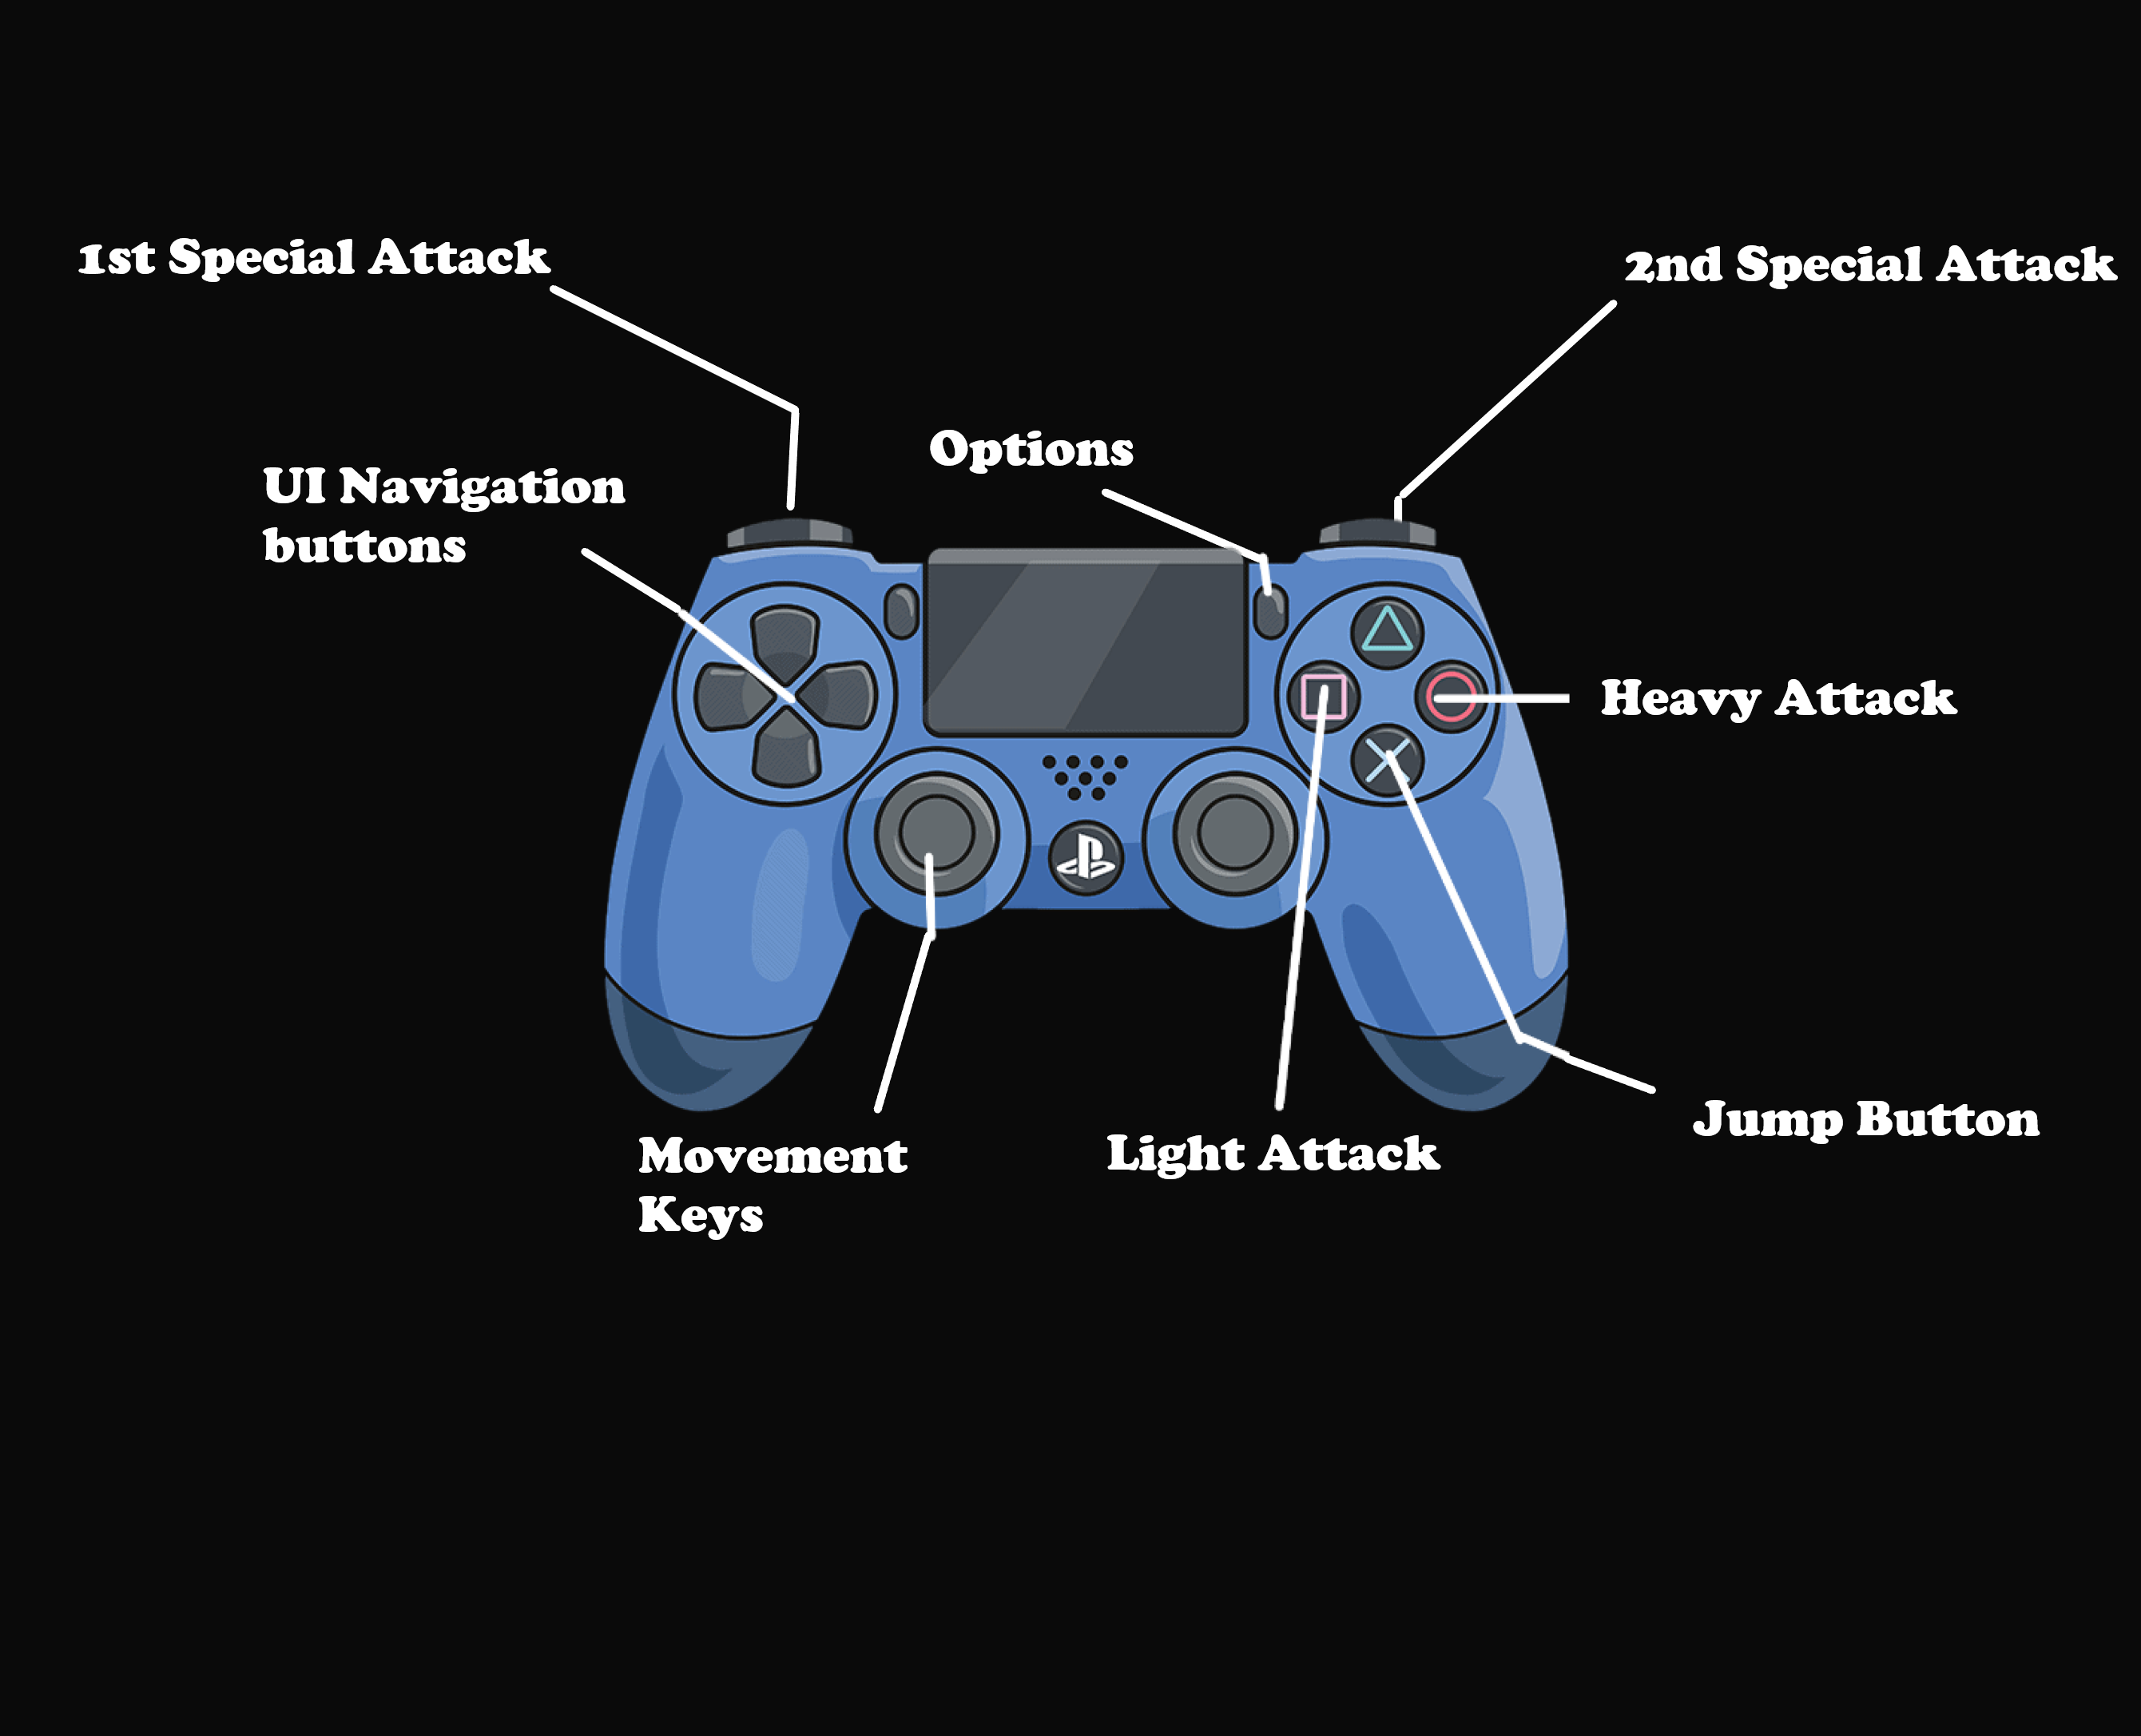 1st Special Attack
2nd Special Attack
Options
UI Navigation
buttons
Heavy Attack
Jump Button
Movement
Keys
Light Attack